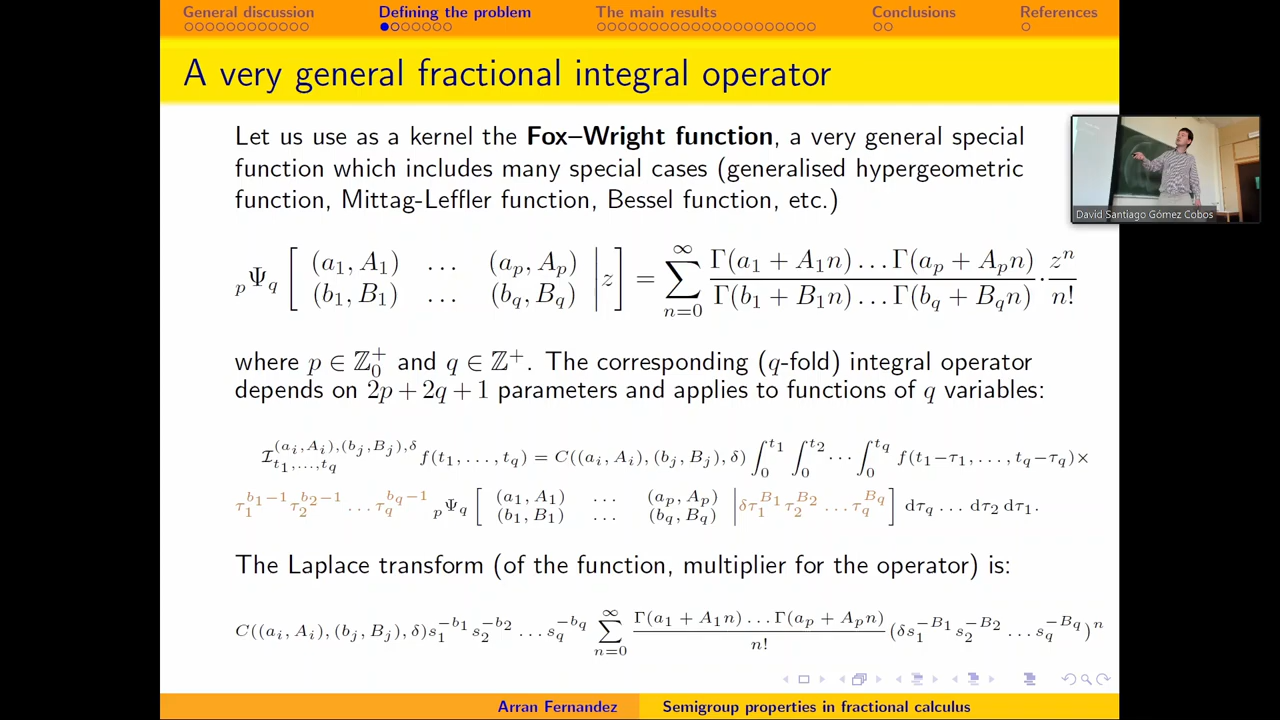 General discussion Defining the problem The main results Conclusions References
A very general fractional integral operator
Let us use as a kernel the Fox–Wright function, a very general special
function which includes many special cases (generalised hypergeometric
function, Mittag-Leffler function, Bessel function, etc.)
pΨq [ (a1, A1) … (ap, Ap) (b1, B1) … (bq, Bq) | z ] = ∑_{n=0}^{∞} Γ(a1 + A1n) … Γ(ap + Apn) / Γ(b1 + B1n) … Γ(bq + Bqn) · z^n / n!
where p ∈ ℤ₀⁺ and q ∈ ℤ⁺. The corresponding (q-fold) integral operator
depends on 2p + 2q + 1 parameters and applies to functions of q variables:
ℐ_{t1,…,tq}^{(ai,Ai),(bj,Bj),δ} f(t1, …, tq) = C((ai, Ai), (bj, Bj), δ) ∫_0^{t1} ∫_0^{t2} ⋯ ∫_0^{tq} f(t1−τ1, …, tq−τq)×
τ1^{b1−1} τ2^{b2−1} … τq^{bq−1} pΨq [ (a1, A1) … (ap, Ap) (b1, B1) … (bq, Bq) | δτ1^{B1} τ2^{B2} … τq^{Bq} ] dτq … dτ2 dτ1.
The Laplace transform (of the function, multiplier for the operator) is:
C((ai, Ai), (bj, Bj), δ) s1^{−b1} s2^{−b2} … sq^{−bq} ∑_{n=0}^{∞} Γ(a1 + A1n) … Γ(ap + Apn) / n! (δs1^{−B1} s2^{−B2} … sq^{−Bq})^n
Arran Fernandez Semigroup properties in fractional calculus
David Santiago Gómez Cobos